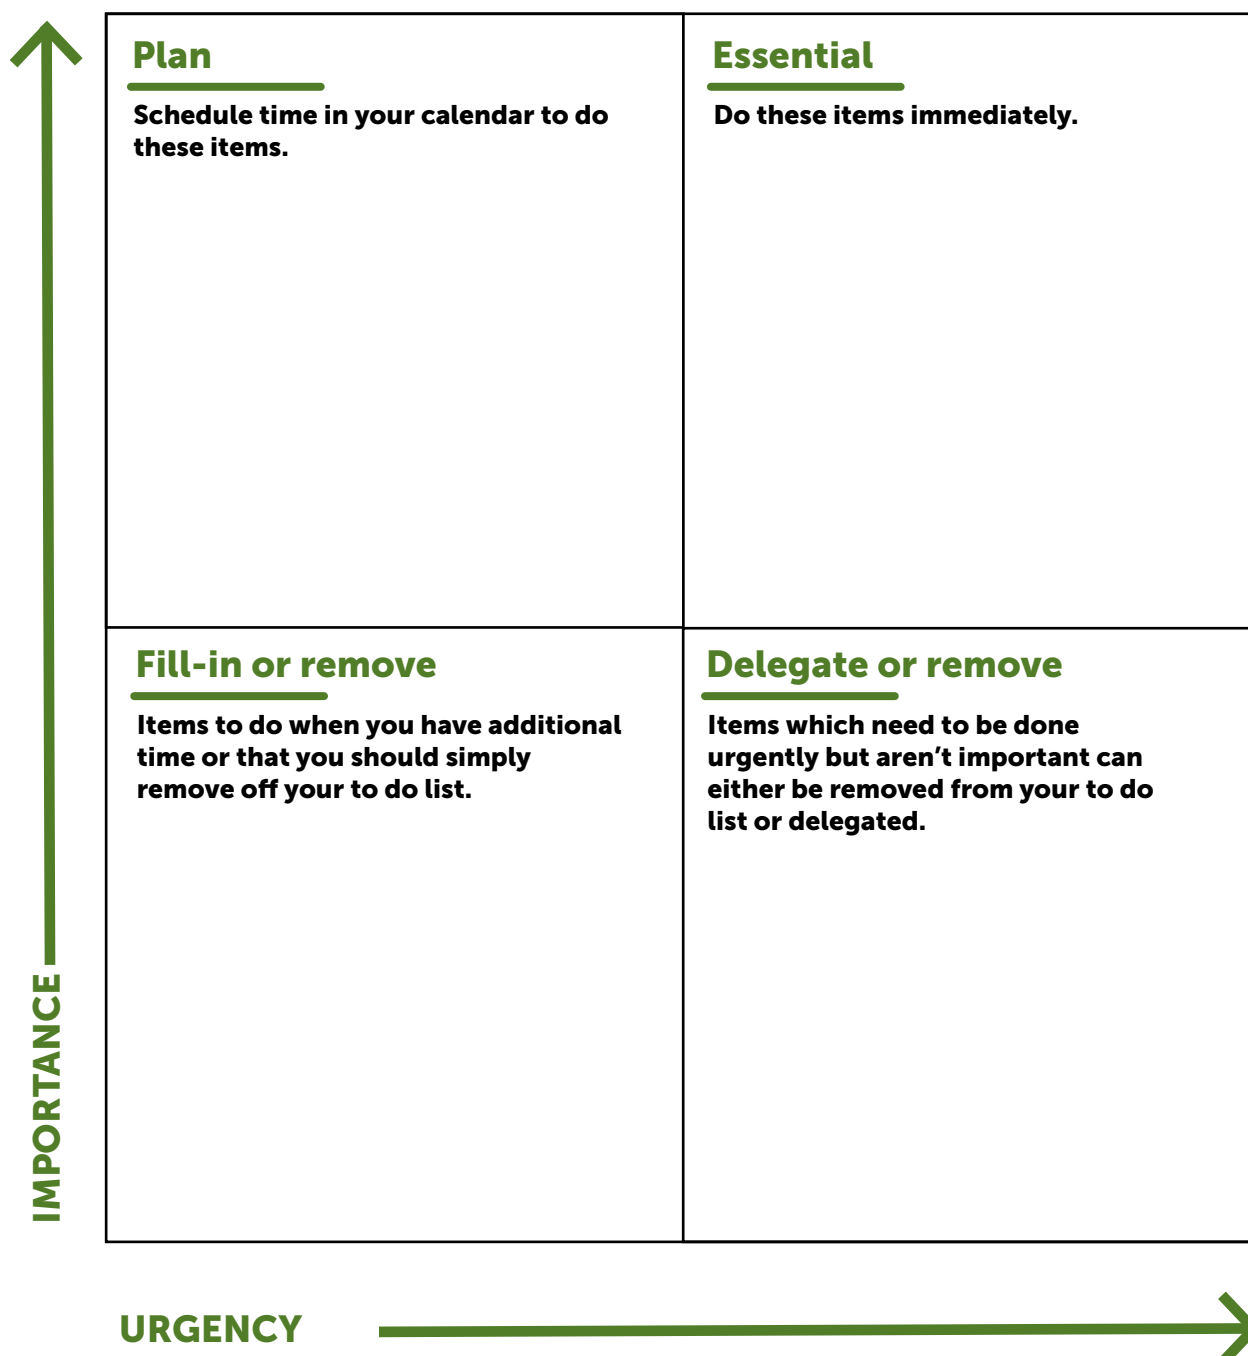 Plan
Schedule time in your calendar to do
these items.
Essential
Do these items immediately.
Fill-in or remove
Items to do when you have additional
time or that you should simply
remove off your to do list.
Delegate or remove
Items which need to be done
urgently but aren’t important can
either be removed from your to do
list or delegated.
IMPORTANCE
URGENCY